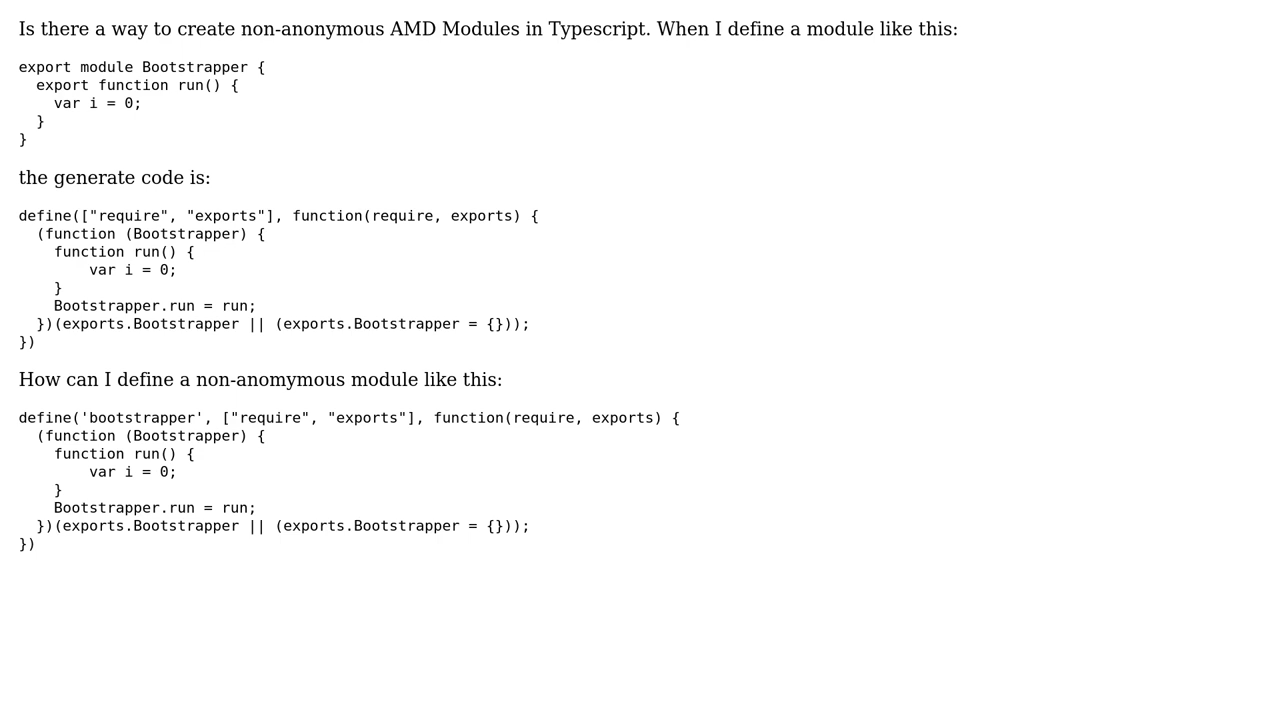 Is there a way to create non-anonymous AMD Modules in Typescript. When I define a module like this:
export module Bootstrapper {
  export function run() {
    var i = 0;
  }
}
the generate code is:
define(["require", "exports"], function(require, exports) {
  (function (Bootstrapper) {
    function run() {
        var i = 0;
    }
    Bootstrapper.run = run;
  })(exports.Bootstrapper || (exports.Bootstrapper = {}));
})
How can I define a non-anomymous module like this:
define('bootstrapper', ["require", "exports"], function(require, exports) {
  (function (Bootstrapper) {
    function run() {
        var i = 0;
    }
    Bootstrapper.run = run;
  })(exports.Bootstrapper || (exports.Bootstrapper = {}));
})